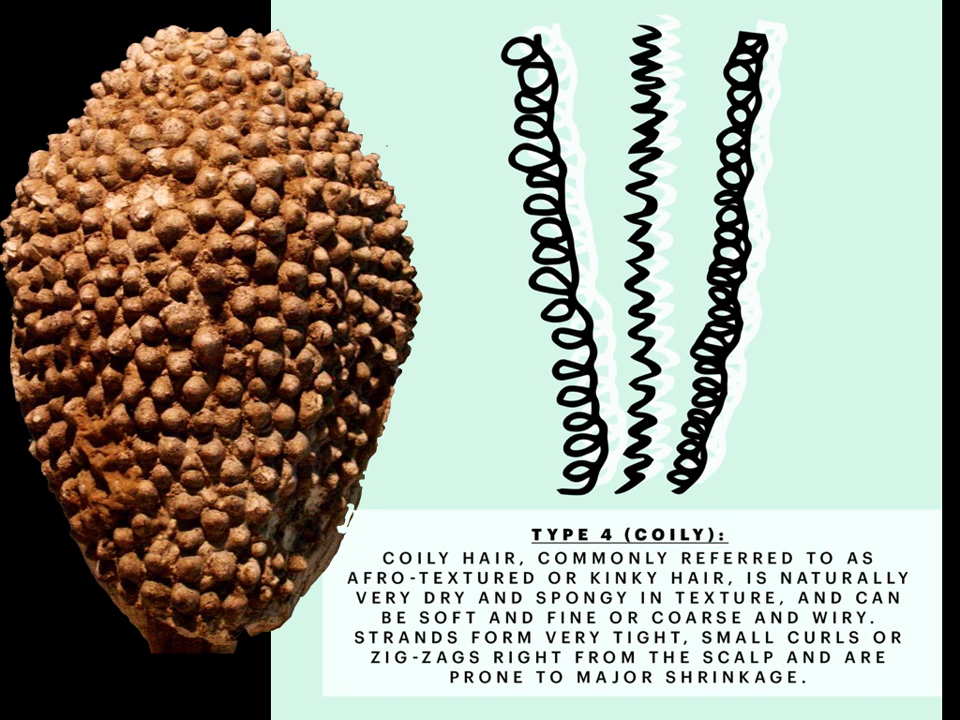 TYPE 4 (COILY):
COILY HAIR, COMMONLY REFERRED TO AS
AFRO-TEXTURED OR KINKY HAIR, IS NATURALLY
VERY DRY AND SPONGY IN TEXTURE, AND CAN
BE SOFT AND FINE OR COARSE AND WIRY.
STRANDS FORM VERY TIGHT, SMALL CURLS OR
ZIG-ZAGS RIGHT FROM THE SCALP AND ARE
PRONE TO MAJOR SHRINKAGE.